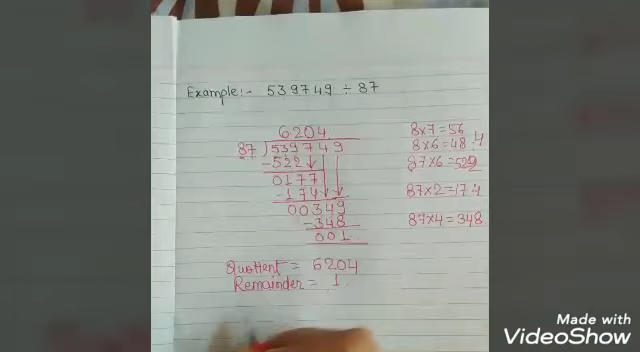 Example:- 539749 ÷ 87
6204
87 ) 539749
-522
0177
-174
00349
-348
001
8x7=56
8x6=48
.4
87x6=522
87x2=174
87x4=348
Quotient = 6204
Remainder = 1
Made with
VideoShow